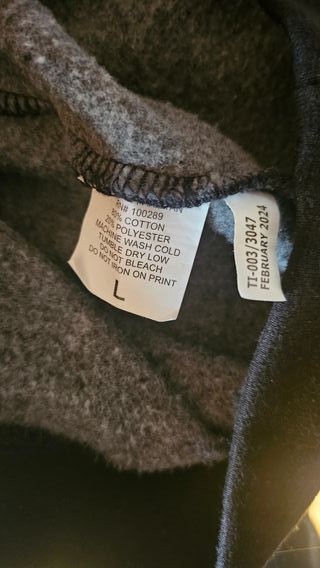 RN# 100289
80% COTTON
20% POLYESTER
MACHINE WASH COLD
TUMBLE DRY LOW
DO NOT BLEACH
DO NOT IRON ON PRINT
L
TI-003 /3047
FEBRUARY 2024